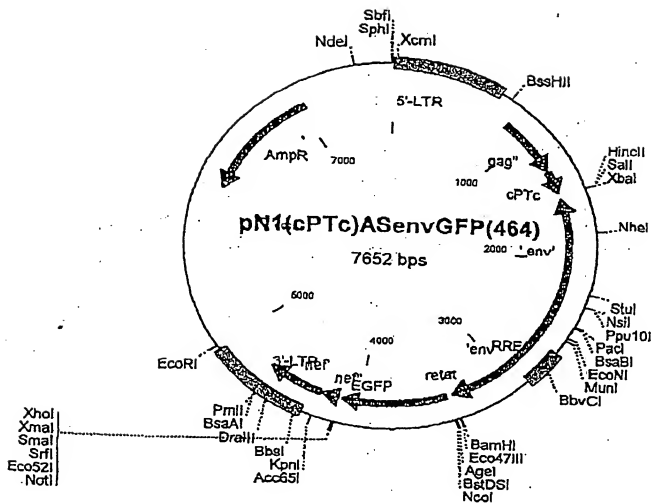 SbfI
SphI
XcmI
NdeI
BssHII
5'-LTR
AmpR
7000
gag"
1000
cPTc
HincII
SalI
XbaI
pN1(cPTc)ASenvGFP(464)
7652 bps
NheI
2000
'env'
6000
3000
4000
StuI
NsiI
Ppu10I
PacI
BsaBI
EcoNI
MunI
BbvCI
'env
RRE
EcoRI
3'-LTR
'nef
nef"
EGFP
retat
PmlI
BsaAI
DraIII
BbsI
KpnI
Acc65I
XhoI
XmaI
SmaI
SrfI
Eco52I
NotI
BamHI
Eco47III
AgeI
BstDSI
NcoI